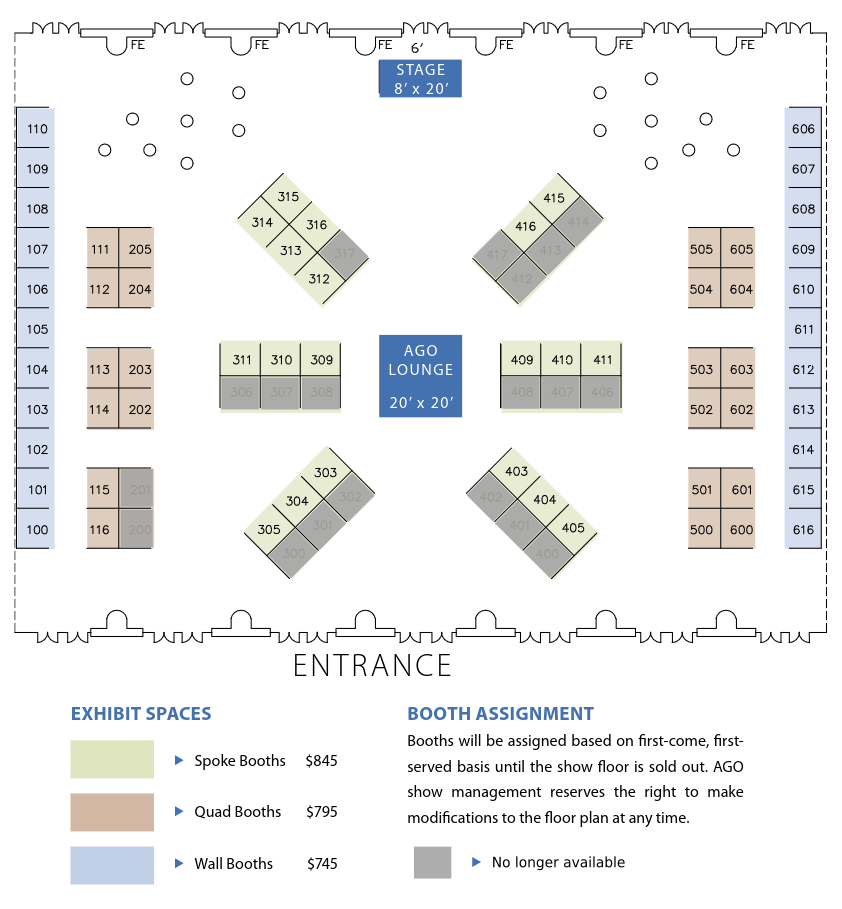 FE FE FE FE FE FE
6’
STAGE
8’ x 20’
110 606
109 607
108 608
315 415
314 316 416 414
107 111 205 313 317 417 413 505 605 609
106 112 204 312 412 504 604 610
105 611
104 113 203 311 310 309 AGO 409 410 411 503 603 612
LOUNGE
306 307 308 408 407 406
103 114 202 20’ x 20’ 502 602 613
102 614
303 403
101 115 201 304 302 402 404 501 601 615
100 116 200 305 301 401 405 500 600 616
300 400
ENTRANCE
EXHIBIT SPACES
Spoke Booths $845
Quad Booths $795
Wall Booths $745
BOOTH ASSIGNMENT
Booths will be assigned based on first-come, first-
served basis until the show floor is sold out. AGO
show management reserves the right to make
modifications to the floor plan at any time.
No longer available